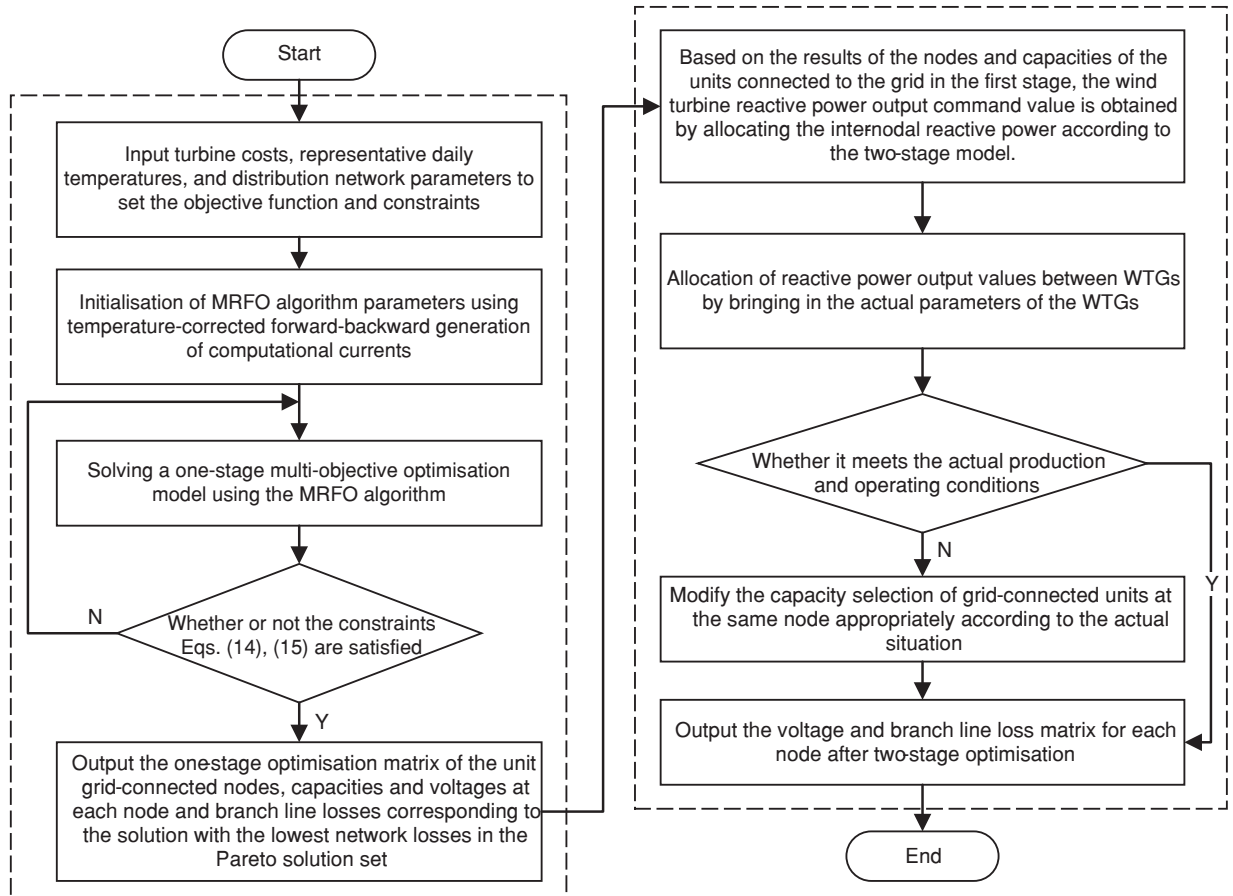 Start
Input turbine costs, representative daily
temperatures, and distribution network parameters to
set the objective function and constraints
Initialisation of MRFO algorithm parameters using
temperature-corrected forward-backward generation
of computational currents
Solving a one-stage multi-objective optimisation
model using the MRFO algorithm
N
Whether or not the constraints
Eqs. (14), (15) are satisfied
Y
Output the one-stage optimisation matrix of the unit
grid-connected nodes, capacities and voltages at
each node and branch line losses corresponding to
the solution with the lowest network losses in the
Pareto solution set
Based on the results of the nodes and capacities of the
units connected to the grid in the first stage, the wind
turbine reactive power output command value is obtained
by allocating the internodal reactive power according to
the two-stage model.
Allocation of reactive power output values between WTGs
by bringing in the actual parameters of the WTGs
Whether it meets the actual production
and operating conditions
N
Y
Modify the capacity selection of grid-connected units at
the same node appropriately according to the actual
situation
Output the voltage and branch line loss matrix for each
node after two-stage optimisation
End